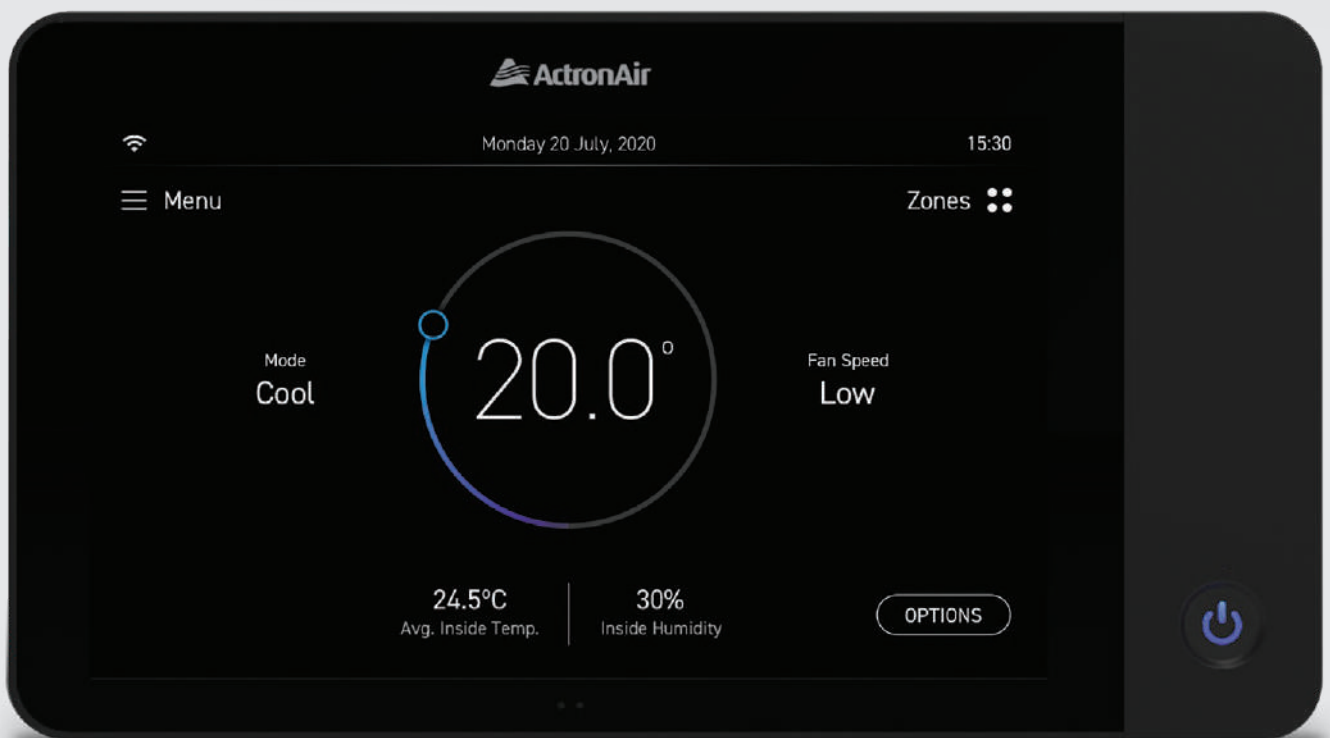 ActronAir
Monday 20 July, 2020
15:30
Menu
Zones
Mode
Cool
20.0°
Fan Speed
Low
24.5°C
Avg. Inside Temp.
30%
Inside Humidity
OPTIONS